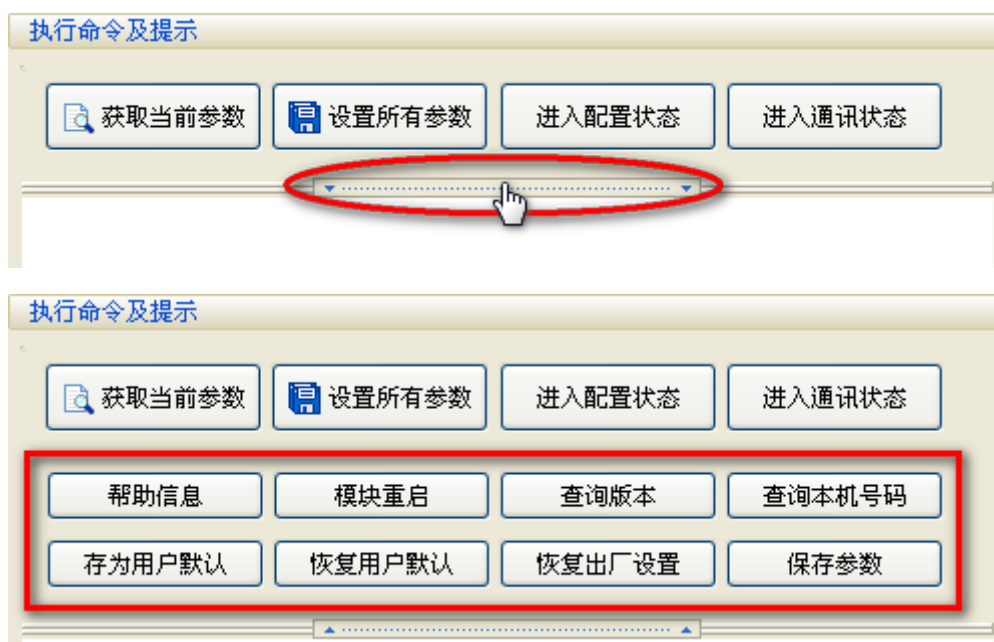 执行命令及提示
获取当前参数 设置所有参数 进入配置状态 进入通讯状态
执行命令及提示
获取当前参数 设置所有参数 进入配置状态 进入通讯状态
帮助信息 模块重启 查询版本 查询本机号码
存为用户默认 恢复用户默认 恢复出厂设置 保存参数